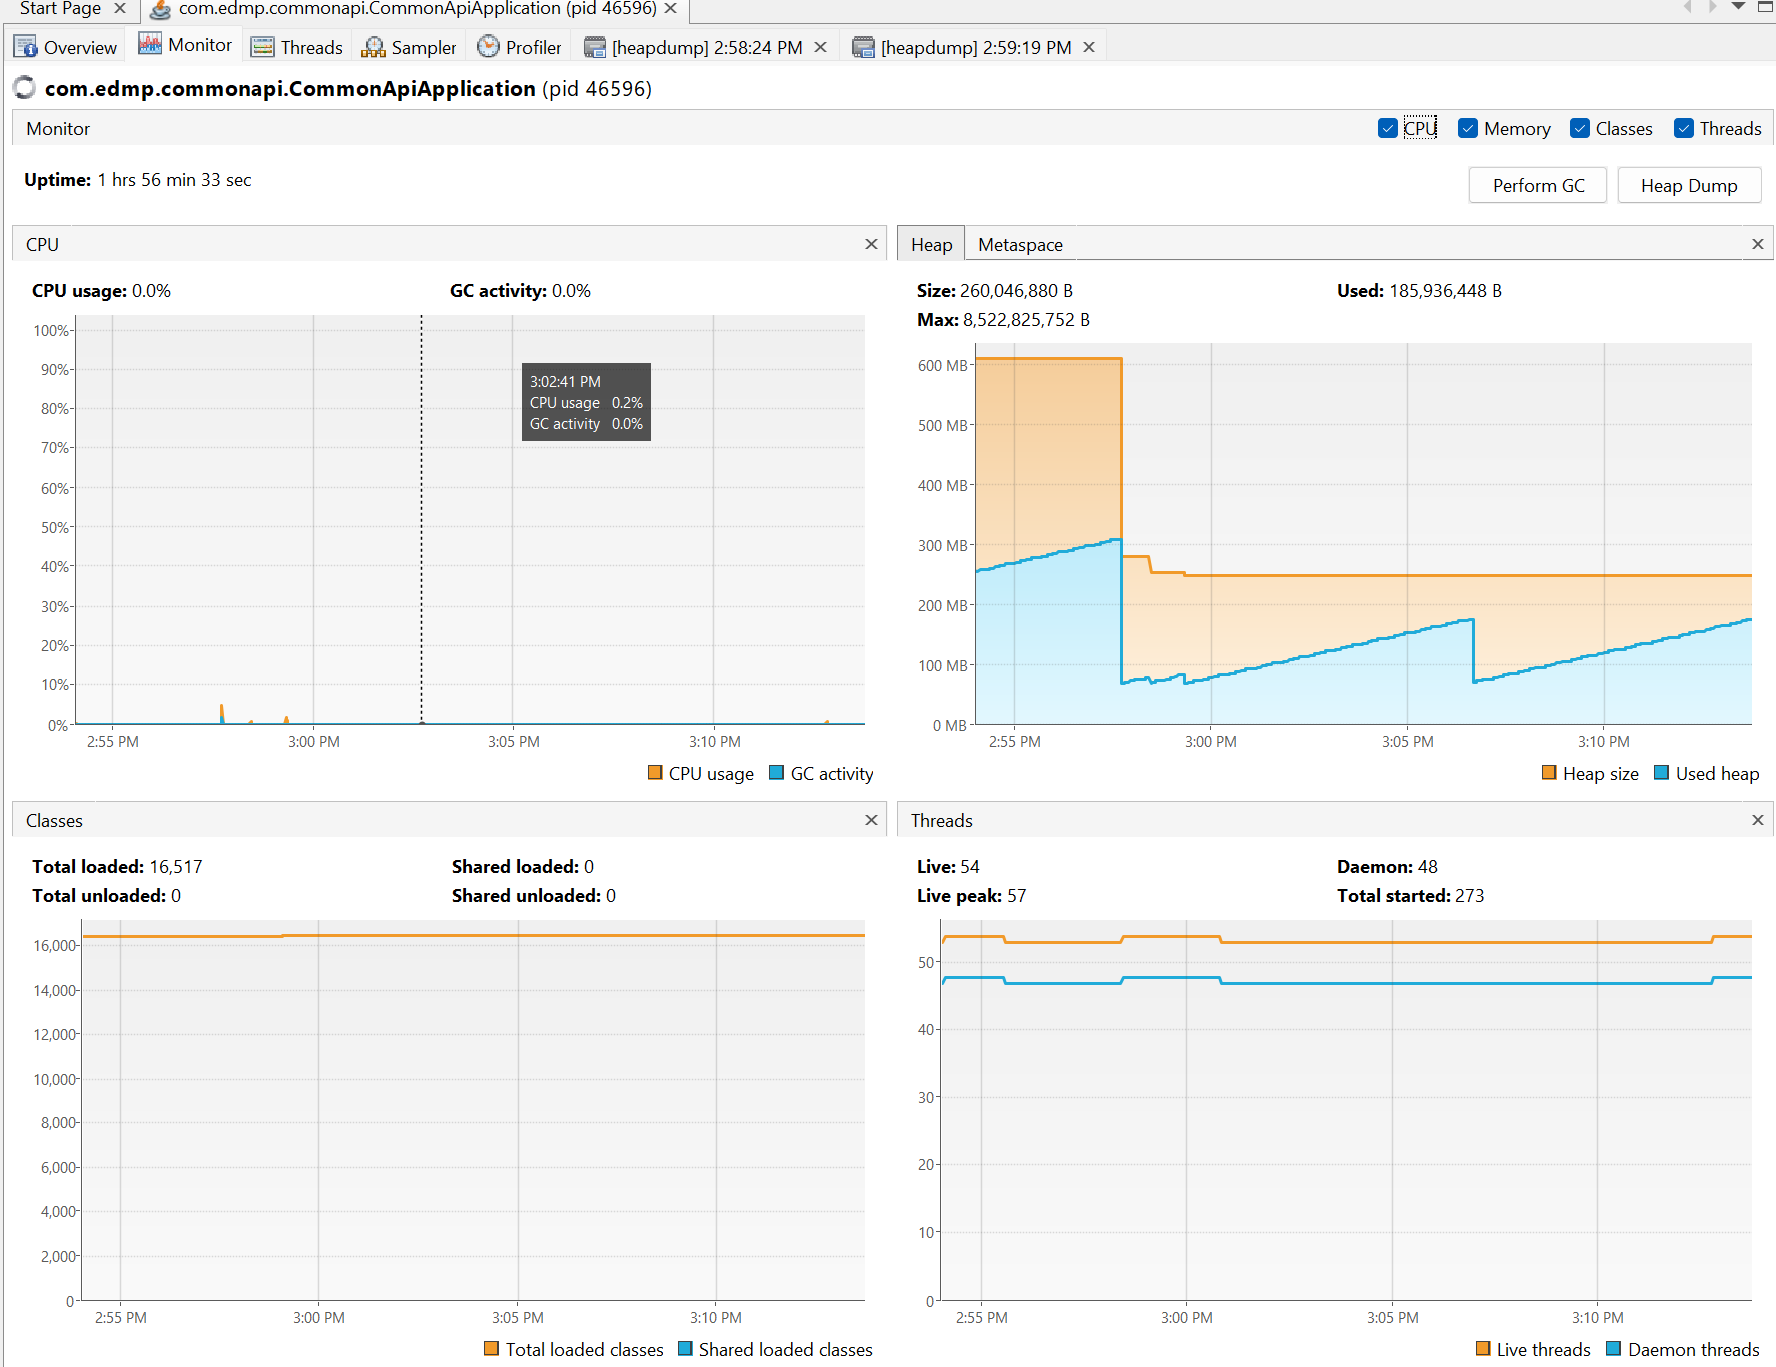 Start Page
com.edmp.commonapi.CommonApiApplication (pid 46596)
Overview Monitor Threads Sampler Profiler [heapdump] 2:58:24 PM [heapdump] 2:59:19 PM
com.edmp.commonapi.CommonApiApplication (pid 46596)
Monitor
CPU Memory Classes Threads
Uptime: 1 hrs 56 min 33 sec
Perform GC Heap Dump
CPU
CPU usage: 0.0% GC activity: 0.0%
100%
90%
80%
70%
60%
50%
40%
30%
20%
10%
0%
3:02:41 PM
CPU usage 0.2%
GC activity 0.0%
2:55 PM 3:00 PM 3:05 PM 3:10 PM
CPU usage GC activity
Heap Metaspace
Size: 260,046,880 B Used: 185,936,448 B
Max: 8,522,825,752 B
600 MB
500 MB
400 MB
300 MB
200 MB
100 MB
0 MB
2:55 PM 3:00 PM 3:05 PM 3:10 PM
Heap size Used heap
Classes
Total loaded: 16,517 Shared loaded: 0
Total unloaded: 0 Shared unloaded: 0
16,000
14,000
12,000
10,000
8,000
6,000
4,000
2,000
0
2:55 PM 3:00 PM 3:05 PM 3:10 PM
Total loaded classes Shared loaded classes
Threads
Live: 54 Daemon: 48
Live peak: 57 Total started: 273
50
40
30
20
10
0
2:55 PM 3:00 PM 3:05 PM 3:10 PM
Live threads Daemon threads